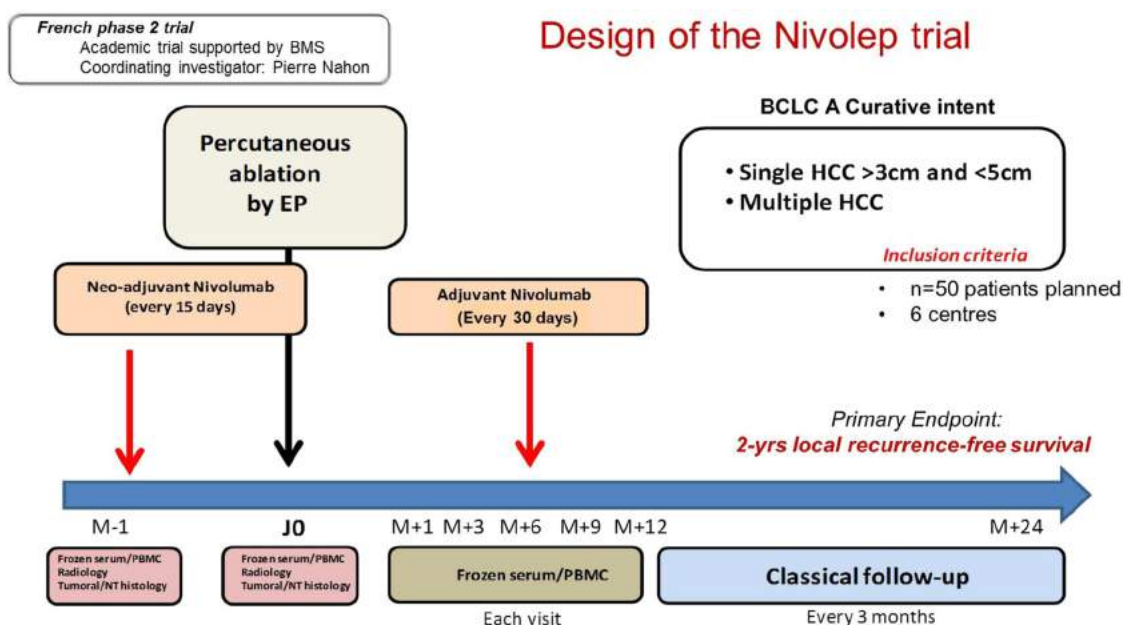 French phase 2 trial
Academic trial supported by BMS
Coordinating investigator: Pierre Nahon
Design of the Nivolep trial
Percutaneous
ablation
by EP
BCLC A Curative intent
• Single HCC >3cm and <5cm
• Multiple HCC
Inclusion criteria
• n=50 patients planned
• 6 centres
Neo-adjuvant Nivolumab
(every 15 days)
Adjuvant Nivolumab
(Every 30 days)
Primary Endpoint:
2-yrs local recurrence-free survival
M-1 J0 M+1 M+3 M+6 M+9 M+12 M+24
Frozen serum/PBMC
Radiology
Tumoral/NT histology
Frozen serum/PBMC
Radiology
Tumoral/NT histology
Frozen serum/PBMC
Each visit
Classical follow-up
Every 3 months